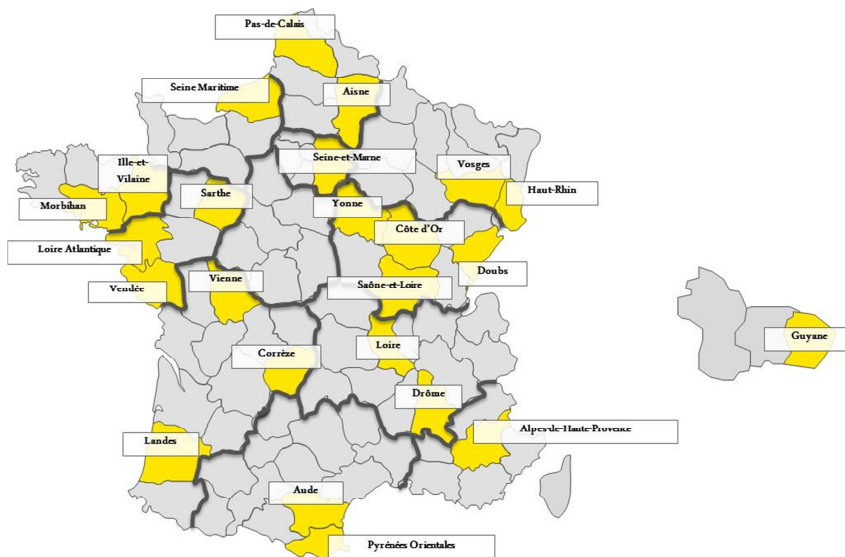 Pas-de-Calais
Seine Maritime
Aisne
Ille-et-
Vilaine
Seine-et-Marne
Vosges
Haut-Rhin
Sarthe
Morbihan
Yonne
Côte d'Or
Loire Atlantique
Doubs
Vendée
Vienne
Saône-et-Loire
Guyane
Loire
Corrèze
Drôme
Alpes-de-Haute-Provence
Landes
Aude
Pyrénées Orientales